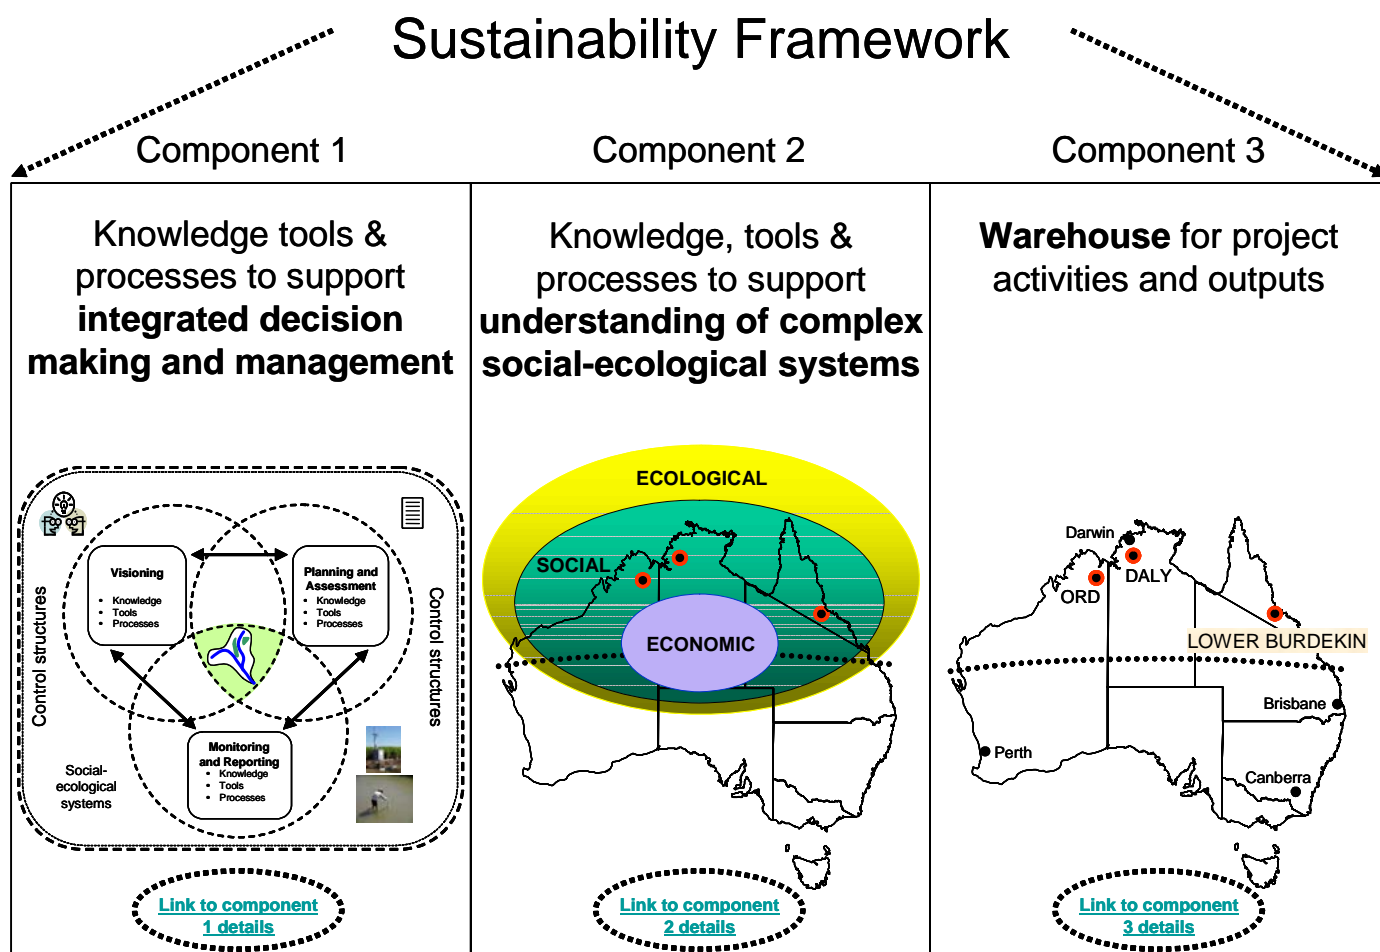 Sustainability Framework
Component 1
Component 2
Component 3
Knowledge tools &
processes to support
integrated decision
making and management
Knowledge, tools &
processes to support
understanding of complex
social-ecological systems
Warehouse for project
activities and outputs
Control structures
Visioning
▪ Knowledge
▪ Tools
▪ Processes
Planning and
Assessment
▪ Knowledge
▪ Tools
▪ Processes
Control structures
Monitoring
and Reporting
▪ Knowledge
▪ Tools
▪ Processes
Social-
ecological
systems
Link to component
1 details
ECOLOGICAL
SOCIAL
ECONOMIC
Link to component
2 details
Darwin
DALY
ORD
LOWER BURDEKIN
Brisbane
Perth
Canberra
Link to component
3 details